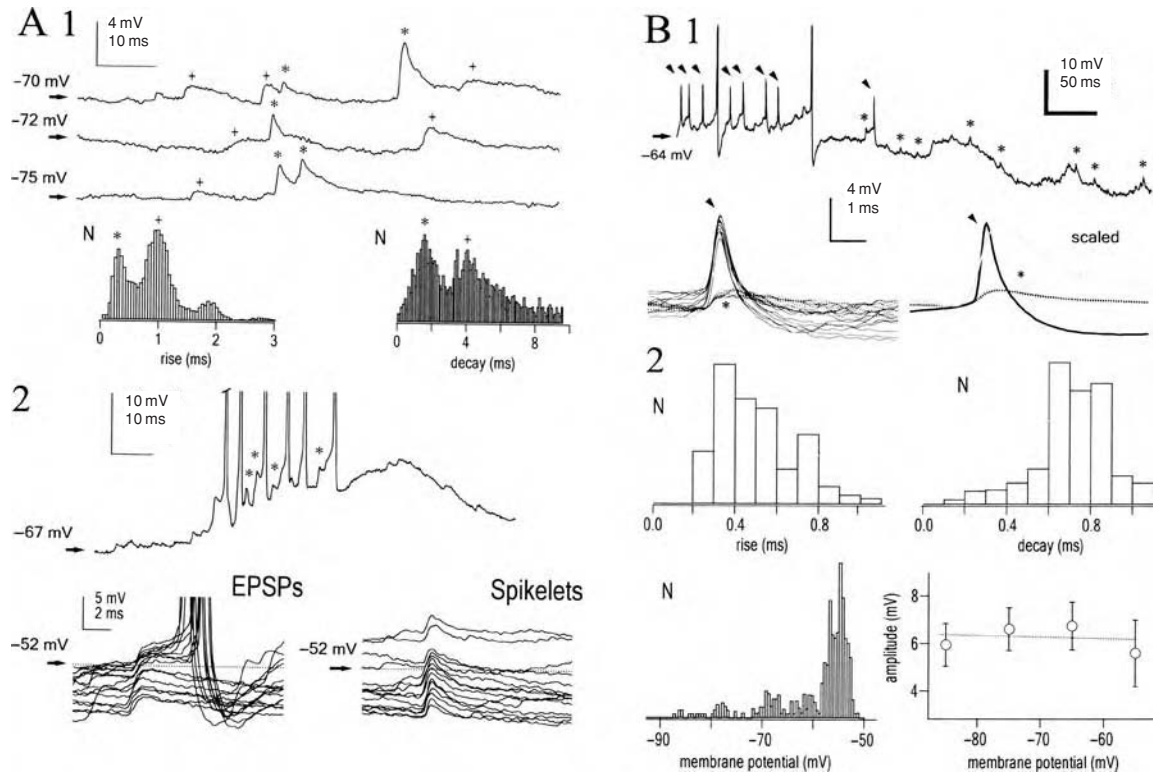 A 1
4 mV
10 ms
* 
+ + * +
−70 mV
*
−72 mV
+ +
* *
−75 mV
+
N * +
0 1 2 3
rise (ms)
N * +
0 2 4 6 8
decay (ms)
2
10 mV
10 ms
* * * *
−67 mV
5 mV
2 ms
EPSPs
−52 mV
Spikelets
−52 mV
B 1
10 mV
50 ms
* * * * * * * *
−64 mV
4 mV
1 ms
*
scaled
*
2
N
0.0 0.4 0.8
rise (ms)
N
0.0 0.4 0.8
decay (ms)
N
−90 −70 −50
membrane potential (mV)
amplitude (mV)
8
6
4
−80 −70 −60
membrane potential (mV)